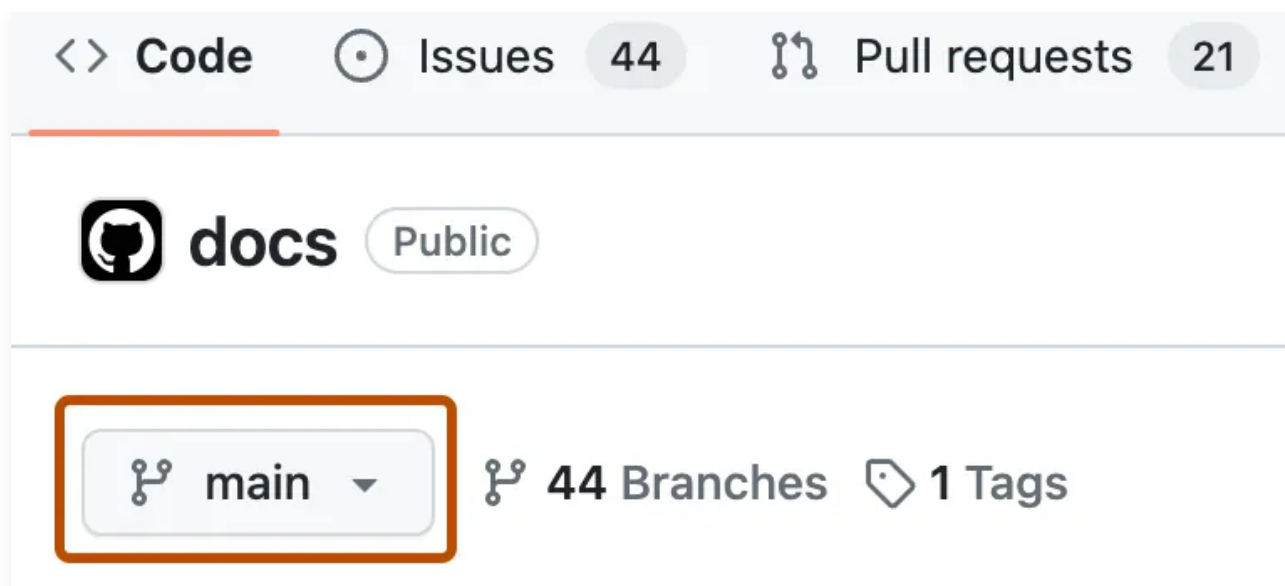 Code Issues 44 Pull requests 21
docs Public
main 44 Branches 1 Tags